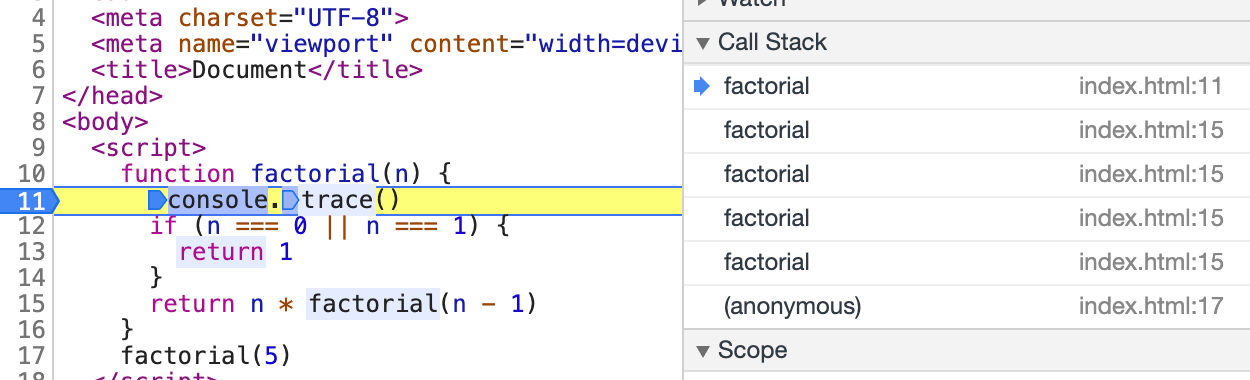 Watch
4 <meta charset="UTF-8">
Call Stack
5 <meta name="viewport" content="width=devi
6 <title>Document</title>
factorial index.html:11
7 </head>
8 <body>
factorial index.html:15
9 <script>
10 function factorial(n) {
factorial index.html:15
11 console.trace()
12 if (n === 0 || n === 1) {
factorial index.html:15
13 return 1
factorial index.html:15
14 }
15 return n * factorial(n - 1)
(anonymous) index.html:17
16 }
17 factorial(5)
Scope
18 </script>